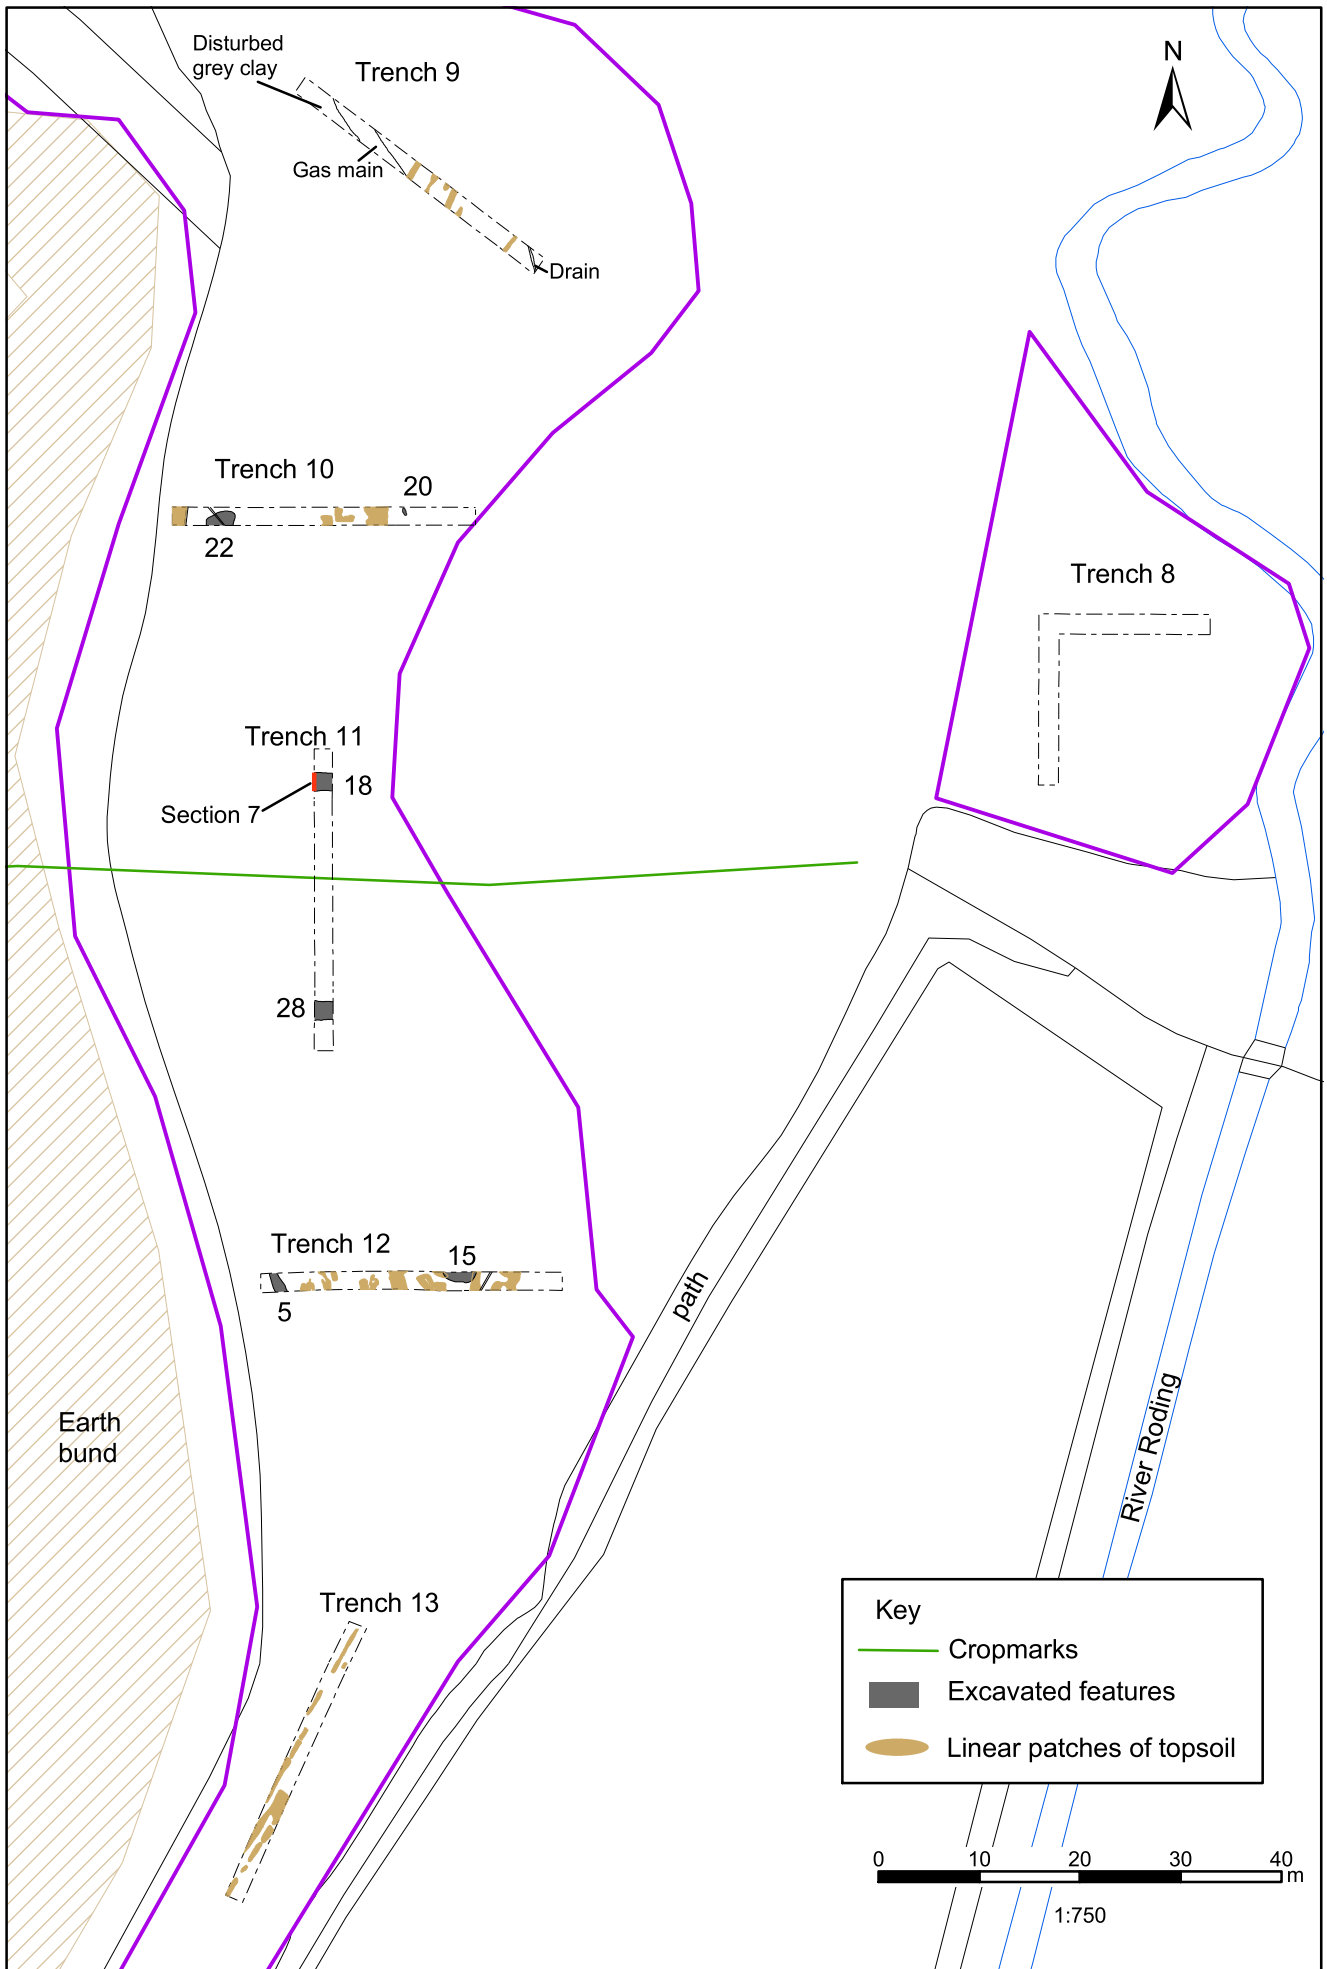 Disturbed
grey clay
Trench 9
N
Gas main
Drain
Trench 10
20
22
Trench 8
Trench 11
18
Section 7
28
Trench 12
15
5
path
Earth
bund
River Roding
Trench 13
Key
Cropmarks
Excavated features
Linear patches of topsoil
0 10 20 30 40
m
1:750